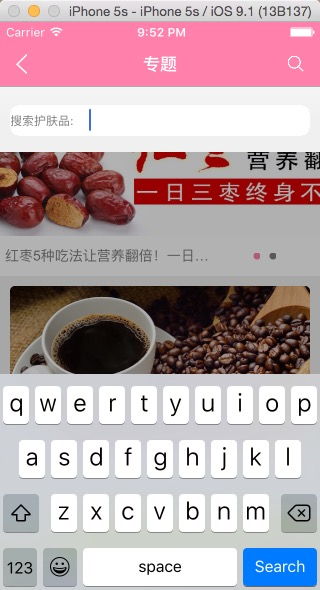 iPhone 5s - iPhone 5s / iOS 9.1 (13B137)
Carrier 9:52 PM
专题
搜索护肤品:
营养翻
一日三枣终身不
红枣5种吃法让营养翻倍！一日...
q w e r t y u i o p
a s d f g h j k l
z x c v b n m
123 space Search